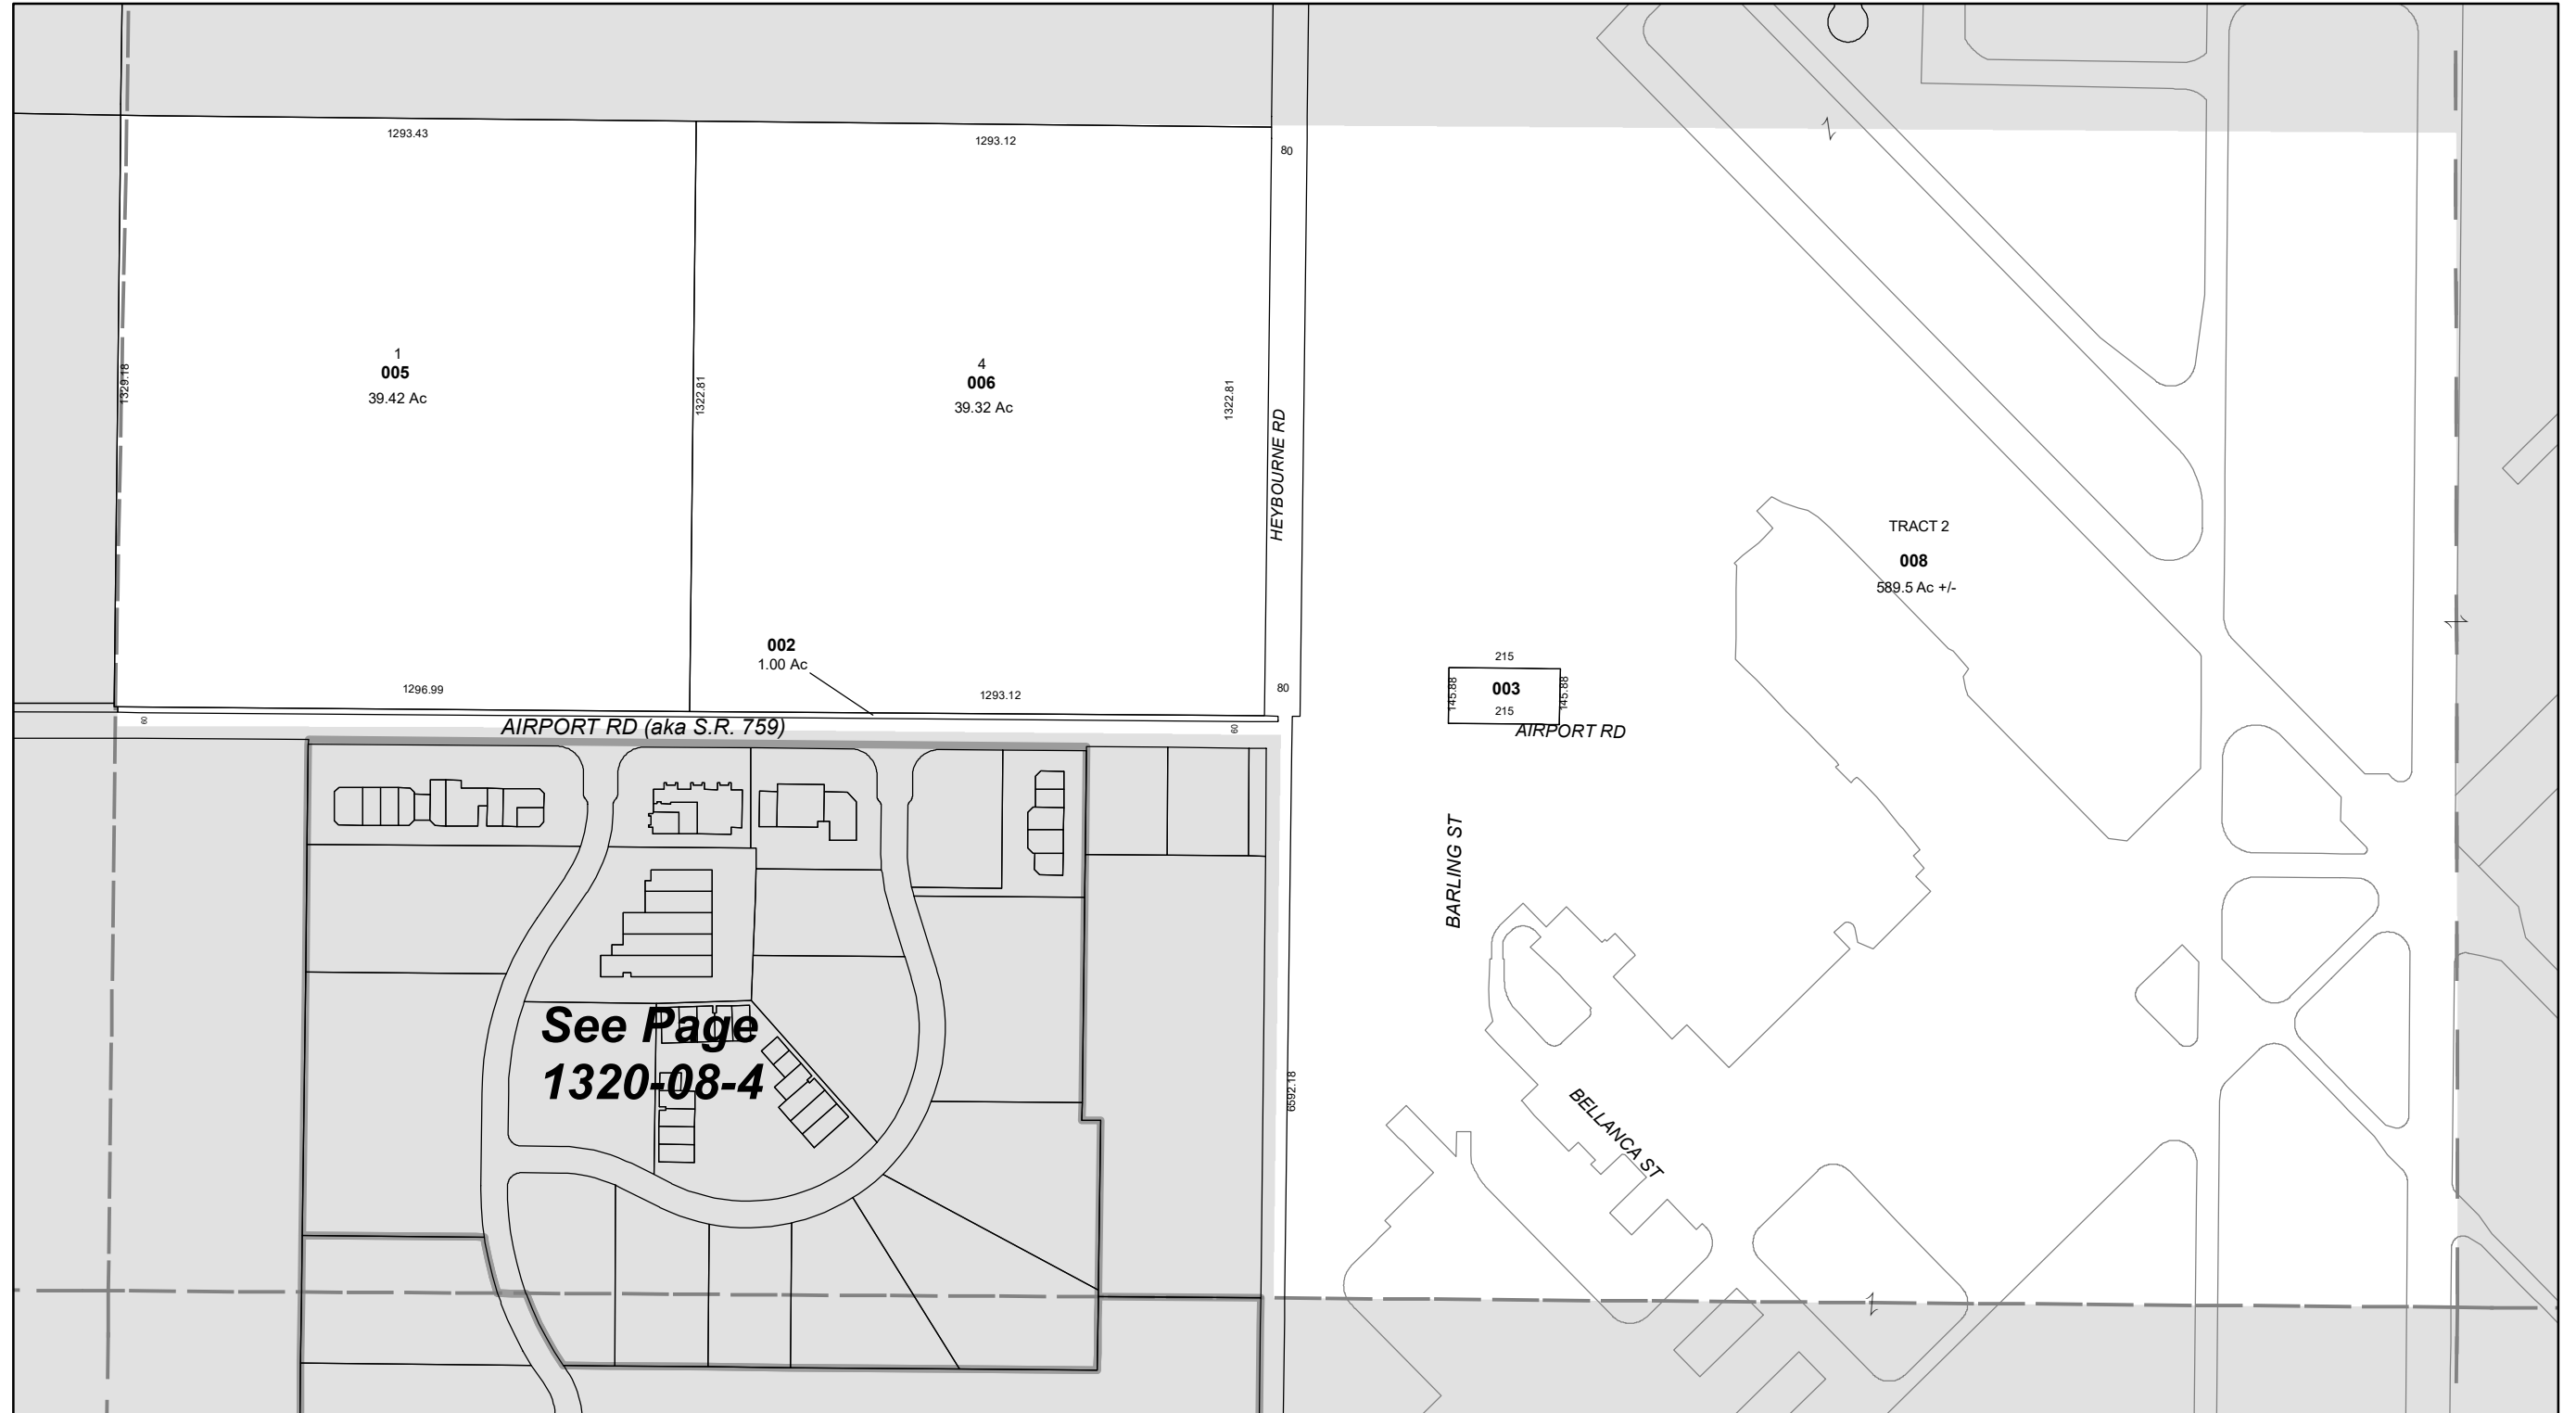 1293.43
1293.12
80
1
005
39.42 Ac
4
006
39.32 Ac
1329.18
1322.81
1322.81
HEYBOURNE RD
TRACT 2
008
589.5 Ac +/-
002
1.00 Ac
1296.99
1293.12
80
215
145.88
003
145.88
215
60
AIRPORT RD (aka S.R. 759)
60
AIRPORT RD
BARLING ST
See Page
1320-08-4
6592.18
BELLANCA ST